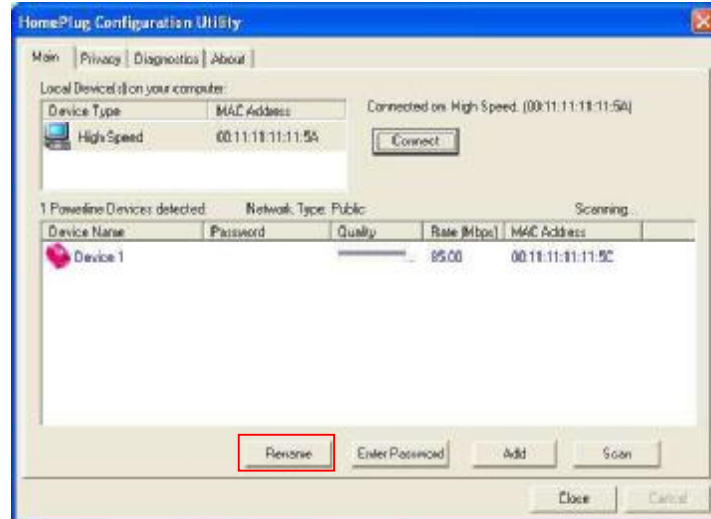 HomePlug Configuration Utility
Main Privacy Diagnostics About
Local Device(s) on your computer:
Device Type MAC Address
High Speed 00:11:11:11:11:5A
Connected on: High Speed. (00:11:11:11:11:5A)
Connect
1 Powerline Devices detected. Network Type: Public Scanning...
Device Name Password Quality Rate (Mbps) MAC Address
Device 1 85.00 00:11:11:11:11:5C
Rename Enter Password Add Scan
Close Cancel